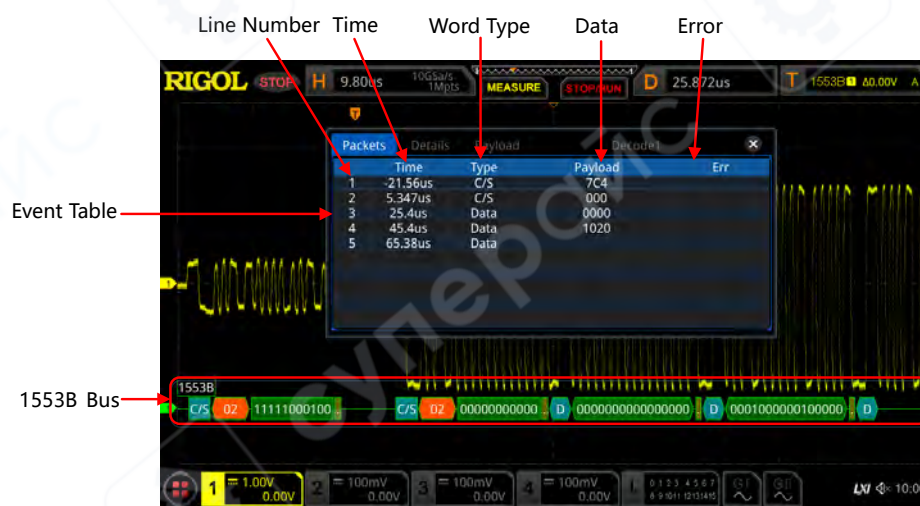 Line Number Time Word Type Data Error
RIGOL STOP H 9.80us 10GSa/s 1Mpts MEASURE STOP/RUN D 25.872us T 1553B 1 Δ0.00V A
Packets Details Payload Decode1
Time Type Payload Err
1 -21.56us C/S 7C4
2 5.347us C/S 000
Event Table
3 25.4us Data 0000
4 45.4us Data 1020
5 65.38us Data
суперайс
1553B
1553B Bus
C/S 02 11111000100 C/S 02 00000000000 D 0000000000000000 D 0001000000100000 D
1 1.00V 0.00V 2 100mV 0.00V 3 100mV 0.00V 4 100mV 0.00V L 0 1 2 3 4 5 6 7 8 9 10 11 12 13 14 15 GI GII LXI 10:0